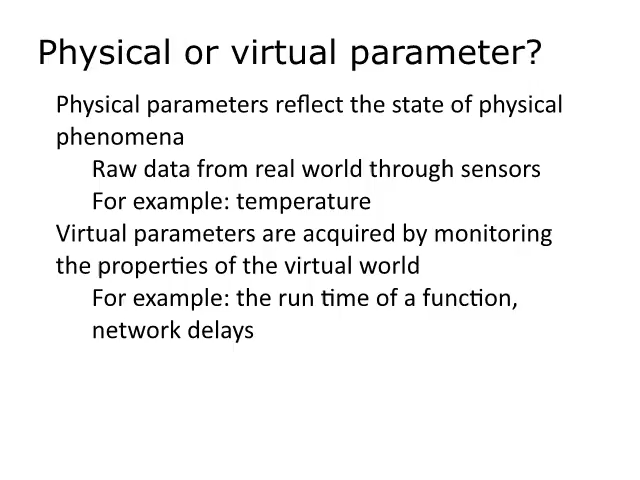 Physical or virtual parameter?
Physical parameters reflect the state of physical
phenomena
Raw data from real world through sensors
For example: temperature
Virtual parameters are acquired by monitoring
the properties of the virtual world
For example: the run time of a function,
network delays